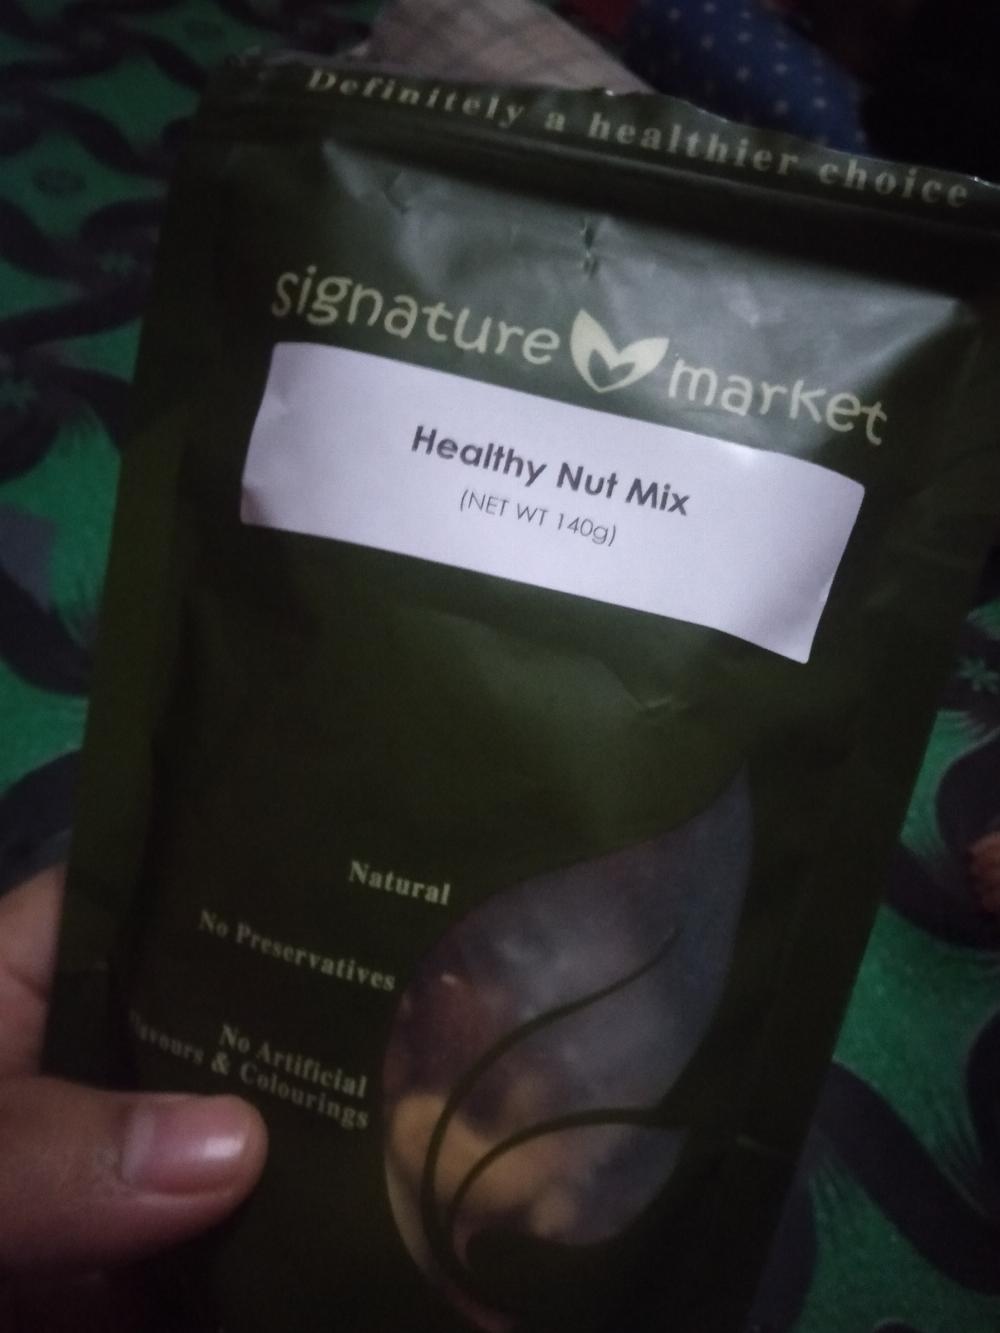 Definitely a healthier choice
signature market
Healthy Nut Mix
(NET WT 140g)
Natural
No Preservatives
No Artificial
Flavours & Colourings